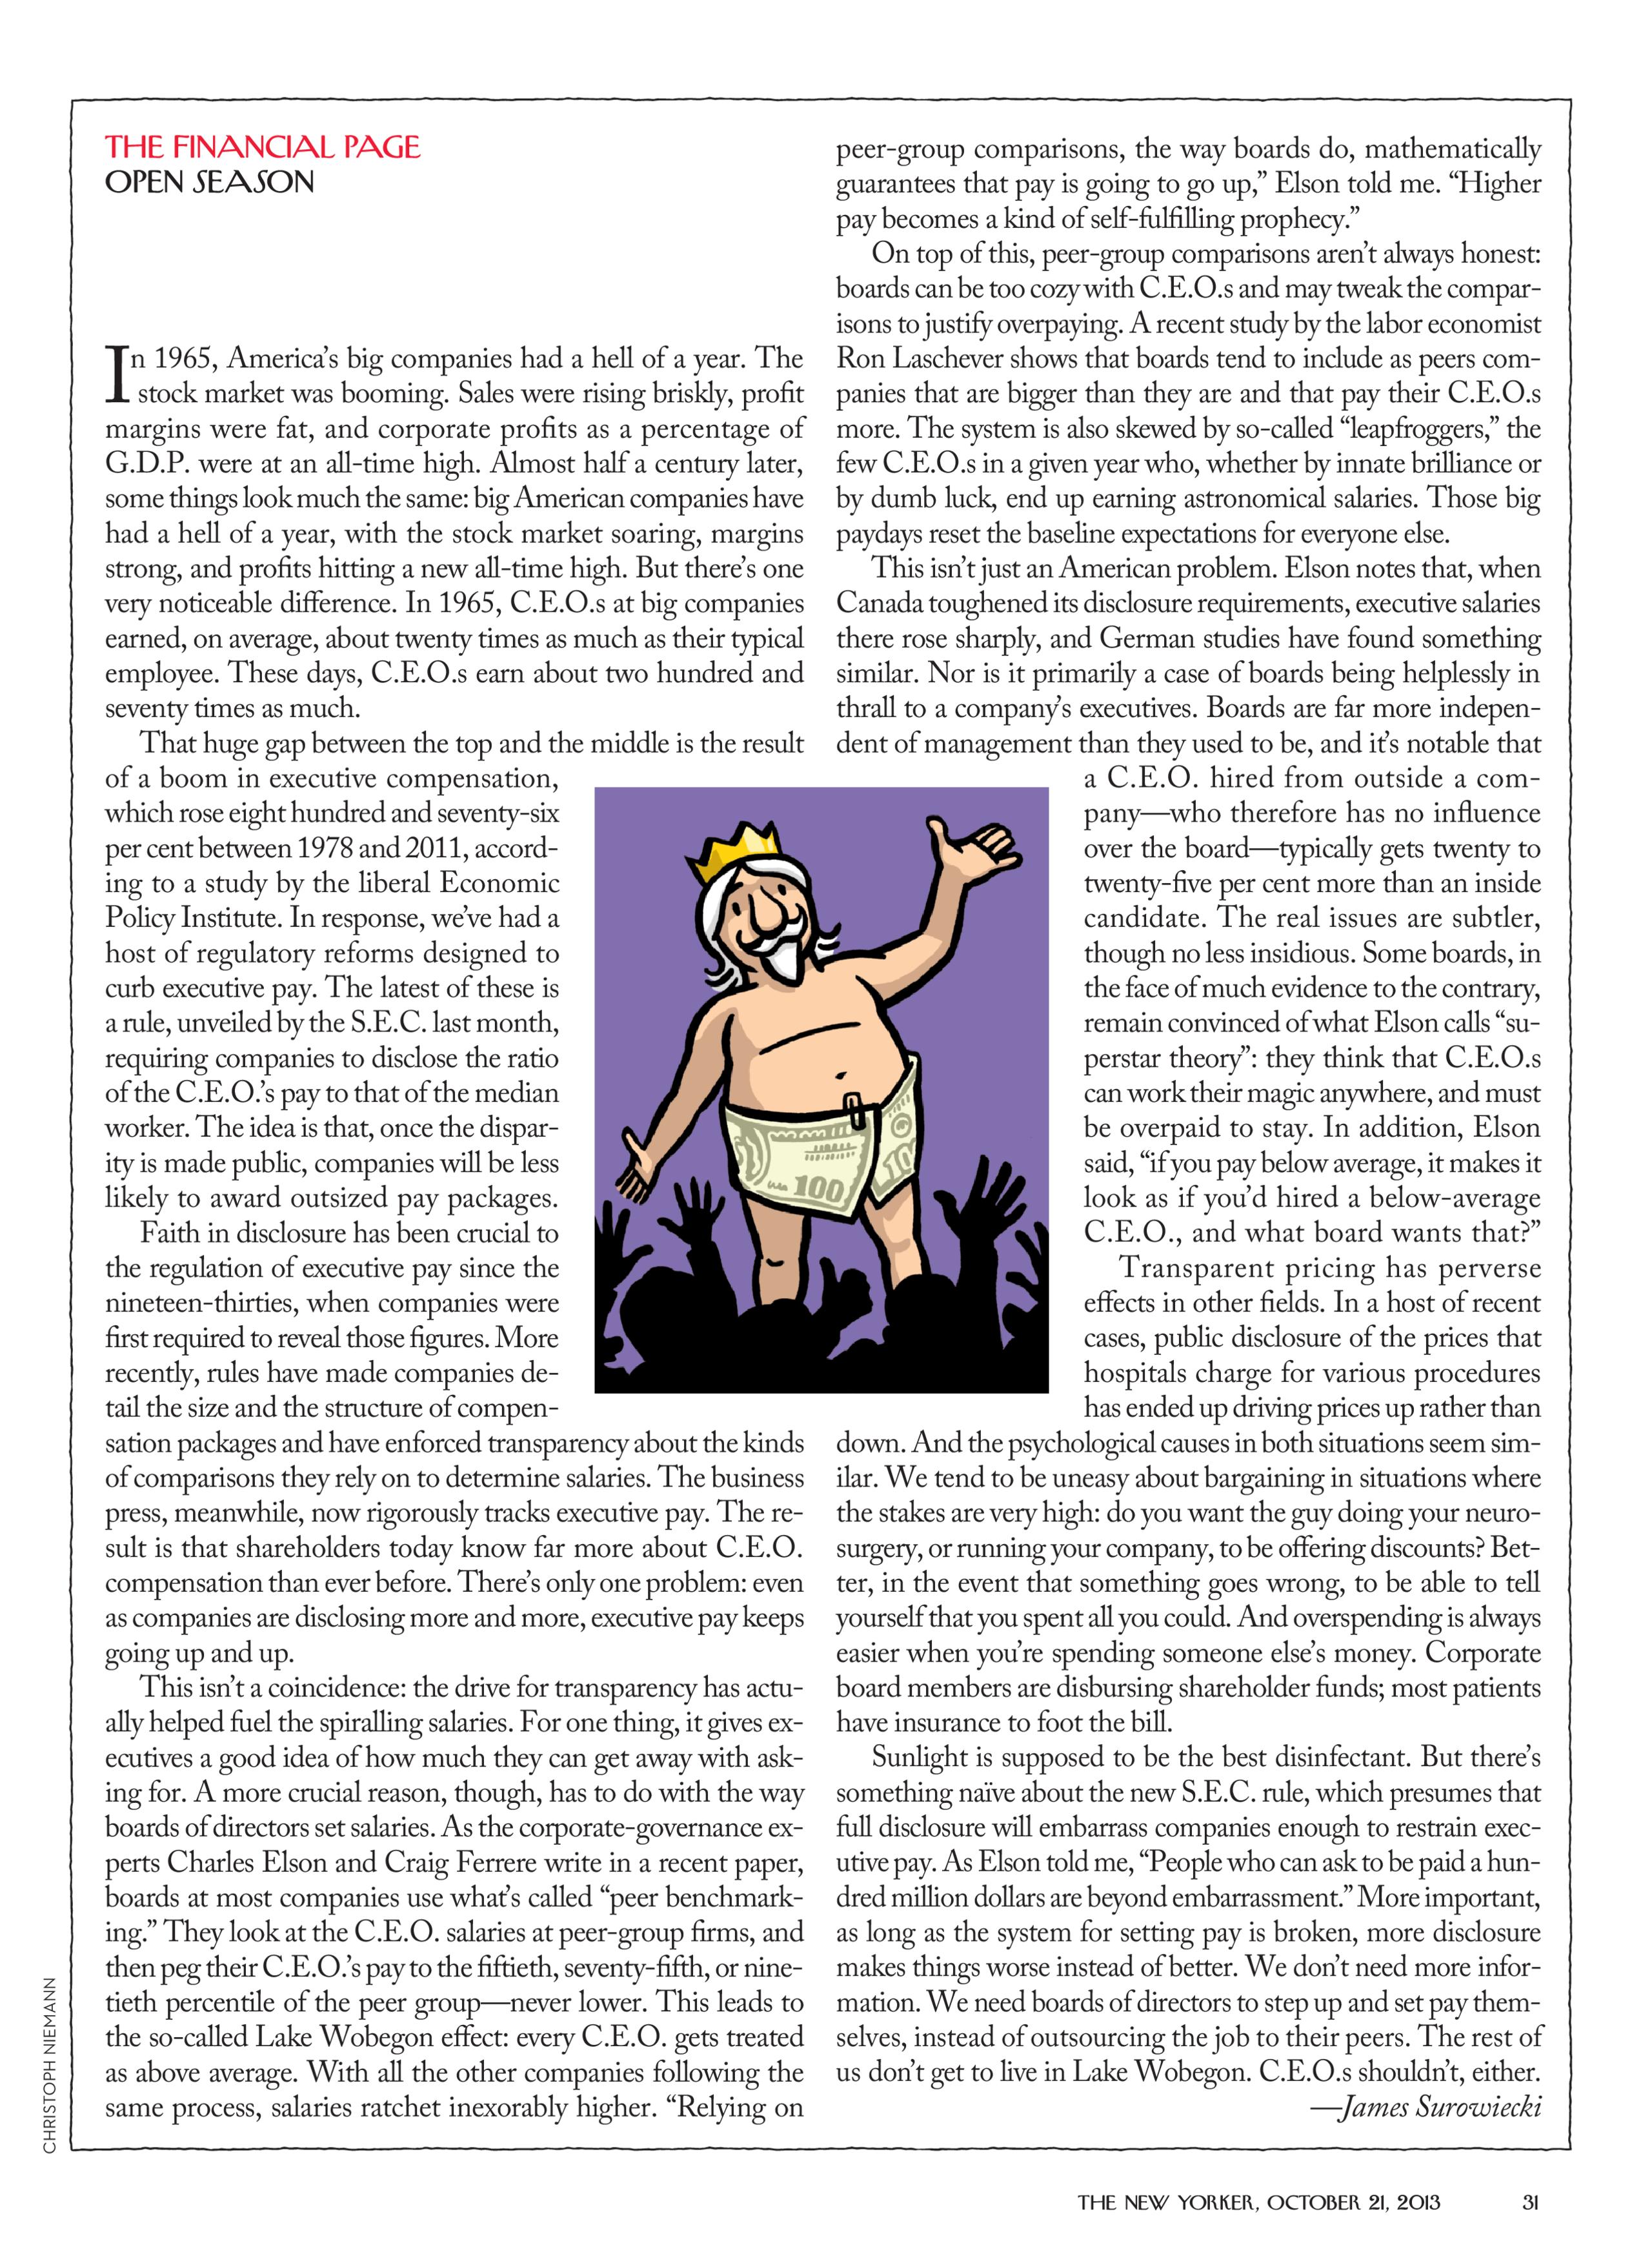 THE FINANCIAL PAGE
OPEN SEASON
In 1965, America’s big companies had a hell of a year. The
stock market was booming. Sales were rising briskly, profit
margins were fat, and corporate profits as a percentage of
G.D.P. were at an all-time high. Almost half a century later,
some things look much the same: big American companies have
had a hell of a year, with the stock market soaring, margins
strong, and profits hitting a new all-time high. But there’s one
very noticeable difference. In 1965, C.E.O.s at big companies
earned, on average, about twenty times as much as their typical
employee. These days, C.E.O.s earn about two hundred and
seventy times as much.
That huge gap between the top and the middle is the result
of a boom in executive compensation,
which rose eight hundred and seventy-six
per cent between 1978 and 2011, accord-
ing to a study by the liberal Economic
Policy Institute. In response, we’ve had a
host of regulatory reforms designed to
curb executive pay. The latest of these is
a rule, unveiled by the S.E.C. last month,
requiring companies to disclose the ratio
of the C.E.O.’s pay to that of the median
worker. The idea is that, once the dispar-
ity is made public, companies will be less
likely to award outsized pay packages.
Faith in disclosure has been crucial to
the regulation of executive pay since the
nineteen-thirties, when companies were
first required to reveal those figures. More
recently, rules have made companies de-
tail the size and the structure of compen-
sation packages and have enforced transparency about the kinds
of comparisons they rely on to determine salaries. The business
press, meanwhile, now rigorously tracks executive pay. The re-
sult is that shareholders today know far more about C.E.O.
compensation than ever before. There’s only one problem: even
as companies are disclosing more and more, executive pay keeps
going up and up.
This isn’t a coincidence: the drive for transparency has actu-
ally helped fuel the spiralling salaries. For one thing, it gives ex-
ecutives a good idea of how much they can get away with ask-
ing for. A more crucial reason, though, has to do with the way
boards of directors set salaries. As the corporate-governance ex-
perts Charles Elson and Craig Ferrere write in a recent paper,
boards at most companies use what’s called “peer benchmark-
ing.” They look at the C.E.O. salaries at peer-group firms, and
then peg their C.E.O.’s pay to the fiftieth, seventy-fifth, or nine-
tieth percentile of the peer group—never lower. This leads to
the so-called Lake Wobegon effect: every C.E.O. gets treated
as above average. With all the other companies following the
same process, salaries ratchet inexorably higher. “Relying on
peer-group comparisons, the way boards do, mathematically
guarantees that pay is going to go up,” Elson told me. “Higher
pay becomes a kind of self-fulfilling prophecy.”
On top of this, peer-group comparisons aren’t always honest:
boards can be too cozy with C.E.O.s and may tweak the compar-
isons to justify overpaying. A recent study by the labor economist
Ron Laschever shows that boards tend to include as peers com-
panies that are bigger than they are and that pay their C.E.O.s
more. The system is also skewed by so-called “leapfroggers,” the
few C.E.O.s in a given year who, whether by innate brilliance or
by dumb luck, end up earning astronomical salaries. Those big
paydays reset the baseline expectations for everyone else.
This isn’t just an American problem. Elson notes that, when
Canada toughened its disclosure requirements, executive salaries
there rose sharply, and German studies have found something
similar. Nor is it primarily a case of boards being helplessly in
thrall to a company’s executives. Boards are far more indepen-
dent of management than they used to be, and it’s notable that
a C.E.O. hired from outside a com-
pany—who therefore has no influence
over the board—typically gets twenty to
twenty-five per cent more than an inside
candidate. The real issues are subtler,
though no less insidious. Some boards, in
the face of much evidence to the contrary,
remain convinced of what Elson calls “su-
perstar theory”: they think that C.E.O.s
can work their magic anywhere, and must
be overpaid to stay. In addition, Elson
said, “if you pay below average, it makes it
look as if you’d hired a below-average
C.E.O., and what board wants that?”
Transparent pricing has perverse
effects in other fields. In a host of recent
cases, public disclosure of the prices that
hospitals charge for various procedures
has ended up driving prices up rather than
down. And the psychological causes in both situations seem sim-
ilar. We tend to be uneasy about bargaining in situations where
the stakes are very high: do you want the guy doing your neuro-
surgery, or running your company, to be offering discounts? Bet-
ter, in the event that something goes wrong, to be able to tell
yourself that you spent all you could. And overspending is always
easier when you’re spending someone else’s money. Corporate
board members are disbursing shareholder funds; most patients
have insurance to foot the bill.
Sunlight is supposed to be the best disinfectant. But there’s
something naïve about the new S.E.C. rule, which presumes that
full disclosure will embarrass companies enough to restrain exec-
utive pay. As Elson told me, “People who can ask to be paid a hun-
dred million dollars are beyond embarrassment.” More important,
as long as the system for setting pay is broken, more disclosure
makes things worse instead of better. We don’t need more infor-
mation. We need boards of directors to step up and set pay them-
selves, instead of outsourcing the job to their peers. The rest of
us don’t get to live in Lake Wobegon. C.E.O.s shouldn’t, either.
—James Surowiecki
100
10
CHRISTOPH NIEMANN
THE NEW YORKER, OCTOBER 21, 2013 31